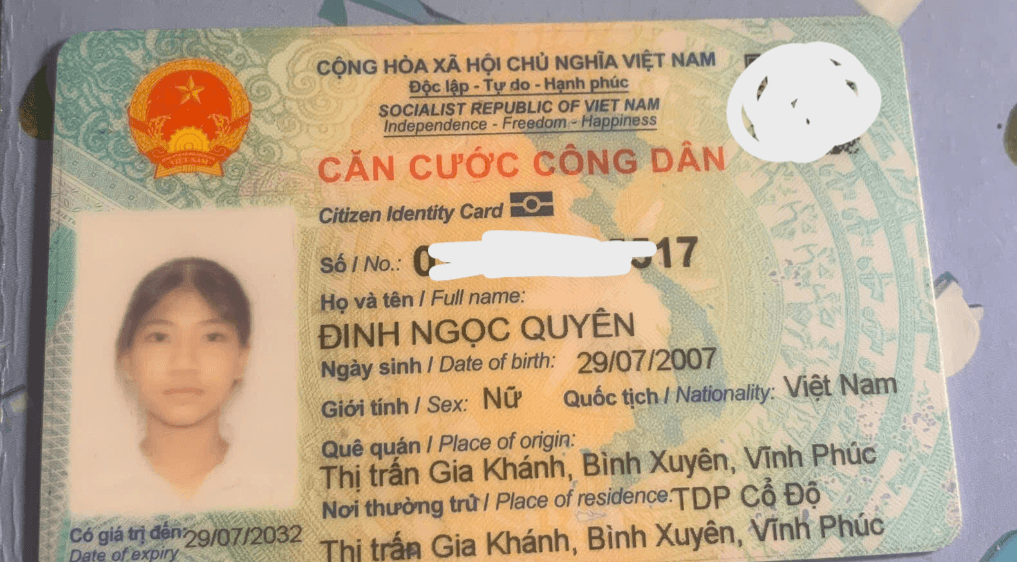 CỘNG HÒA XÃ HỘI CHỦ NGHĨA VIỆT NAM
Độc lập - Tự do - Hạnh phúc
SOCIALIST REPUBLIC OF VIET NAM
Independence - Freedom - Happiness
CĂN CƯỚC CÔNG DÂN
Citizen Identity Card
Số / No.: 0 17
Họ và tên / Full name:
ĐINH NGỌC QUYÊN
Ngày sinh / Date of birth: 29/07/2007
Giới tính / Sex: Nữ Quốc tịch / Nationality: Việt Nam
Quê quán / Place of origin:
Thị trấn Gia Khánh, Bình Xuyên, Vĩnh Phúc
Nơi thường trú / Place of residence: TDP Cổ Độ
Thị trấn Gia Khánh, Bình Xuyên, Vĩnh Phúc
Có giá trị đến: 29/07/2032
Date of expiry
VIỆT NAM